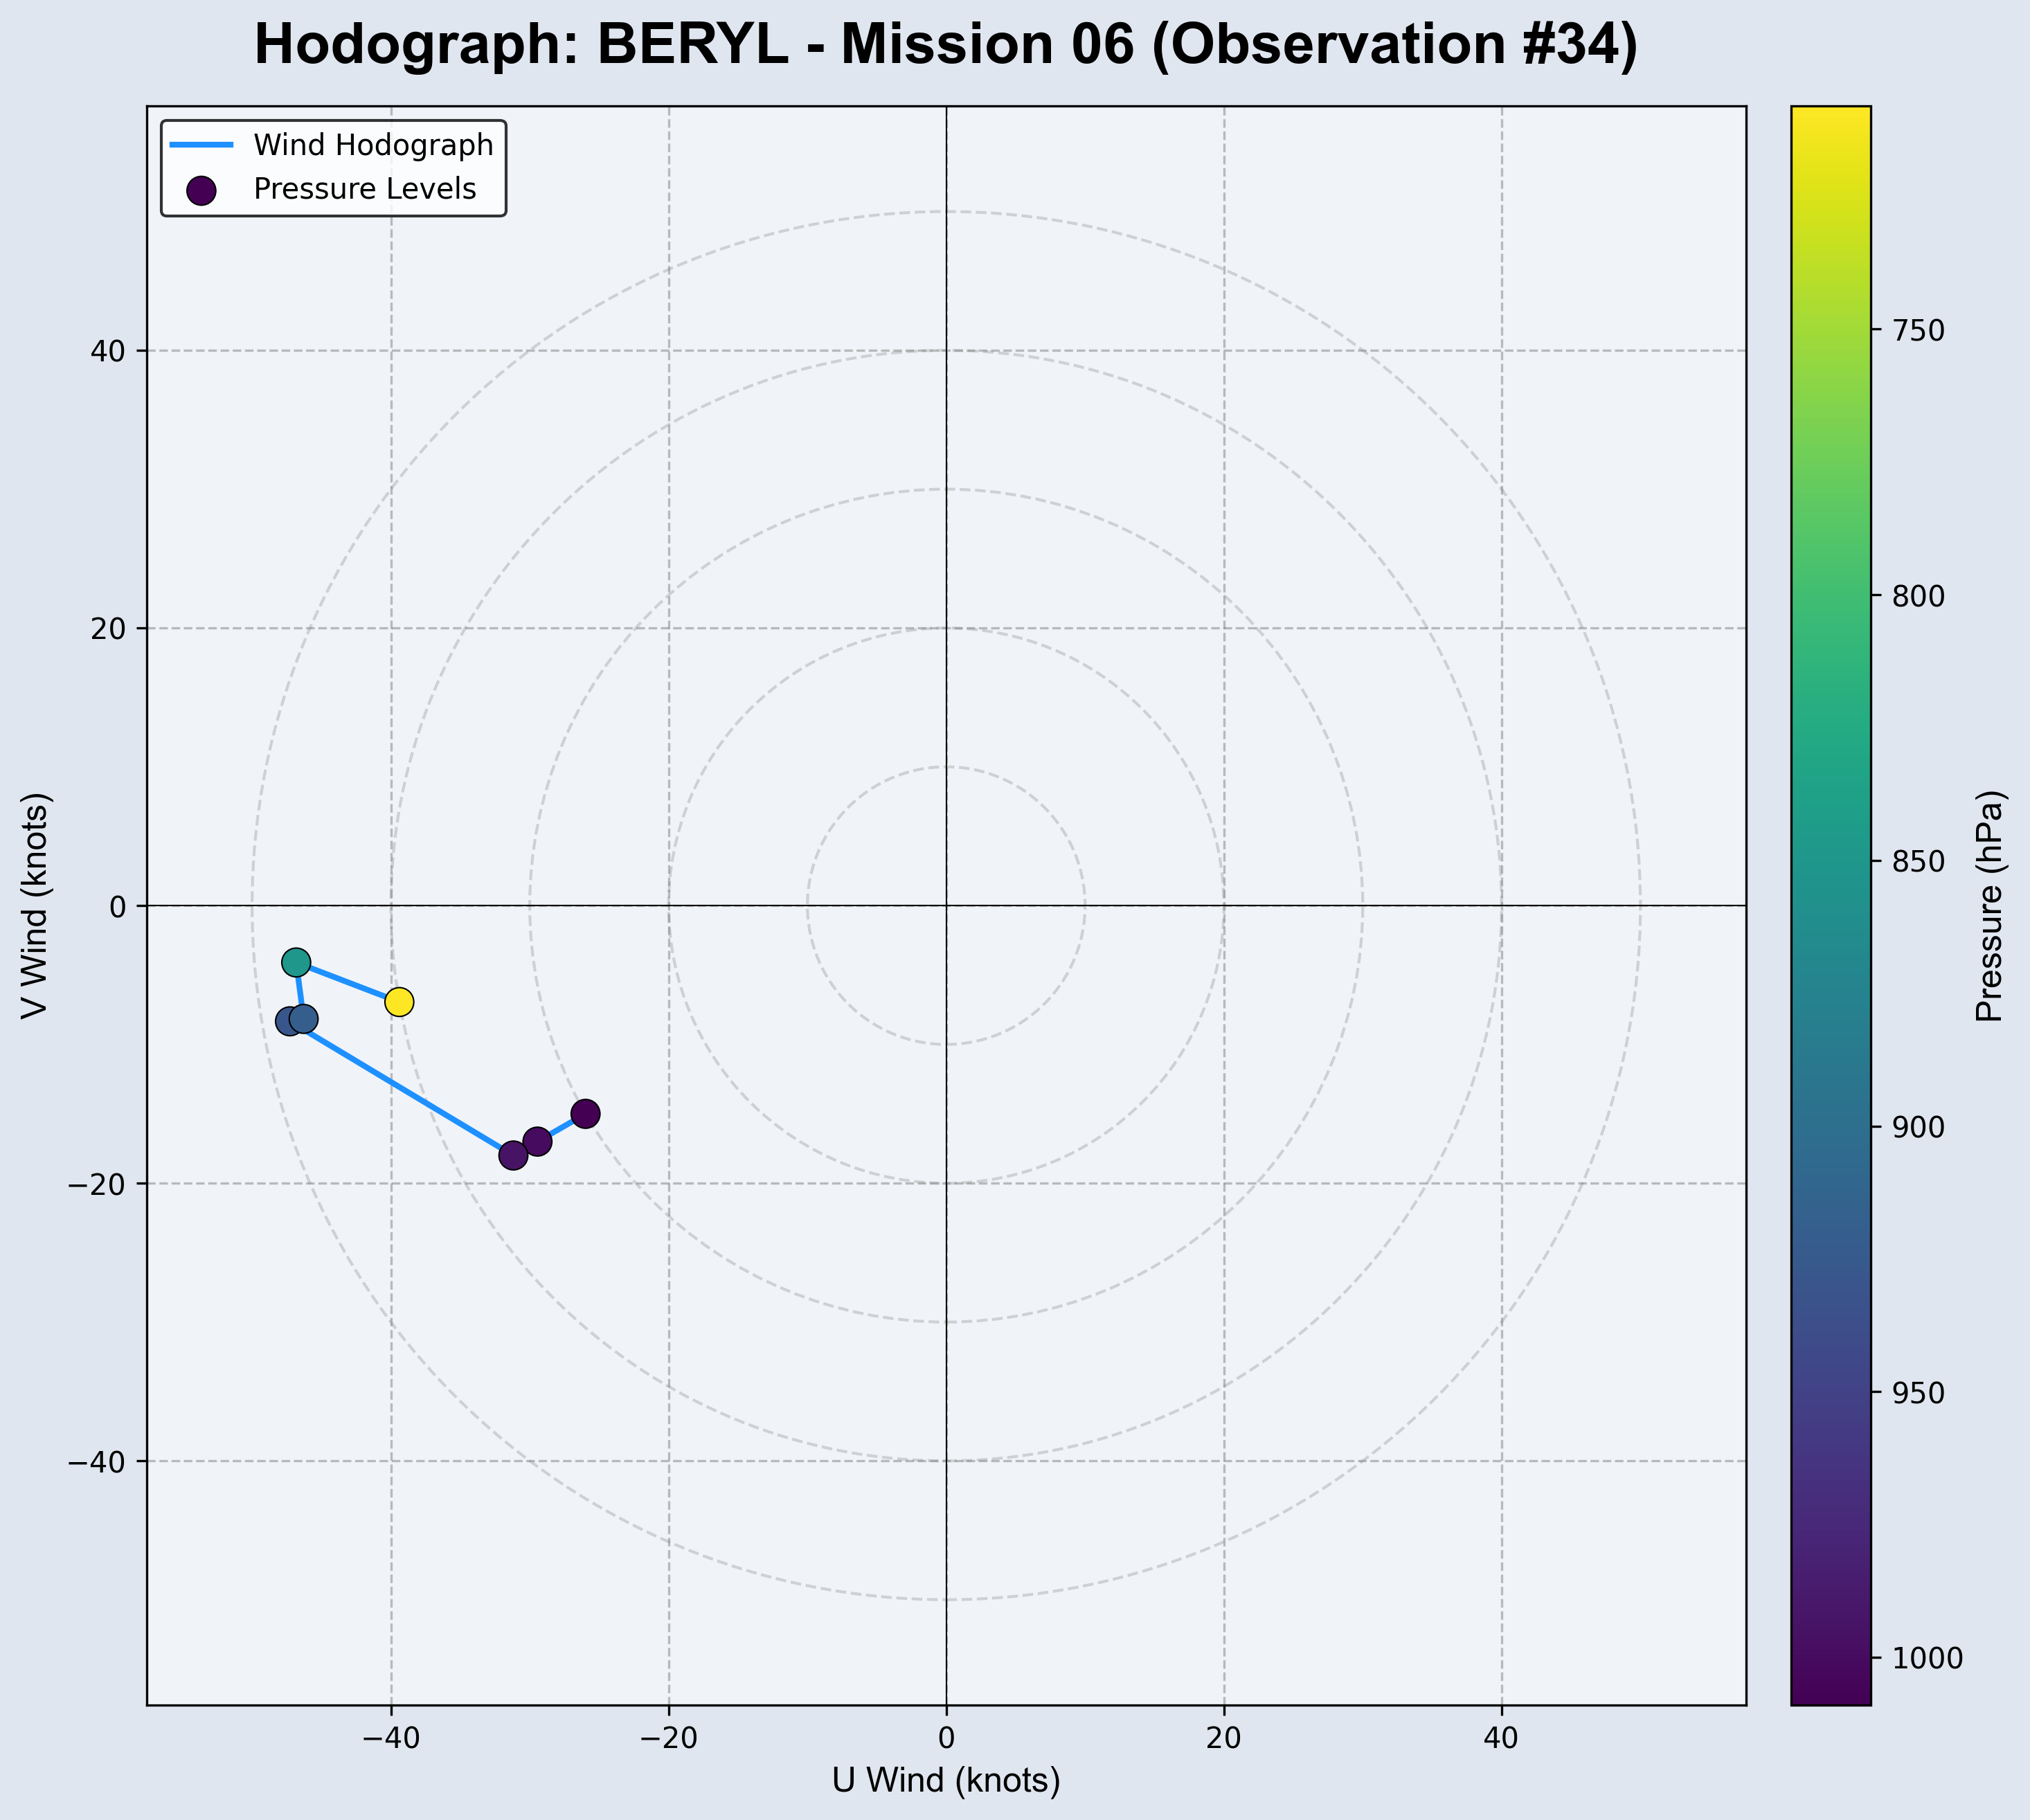 Hodograph: BERYL - Mission 06 (Observation #34)
Wind Hodograph
Pressure Levels
40
20
0
−20
−40
V Wind (knots)
−40
−20
0
20
40
U Wind (knots)
750
800
850
900
950
1000
Pressure (hPa)